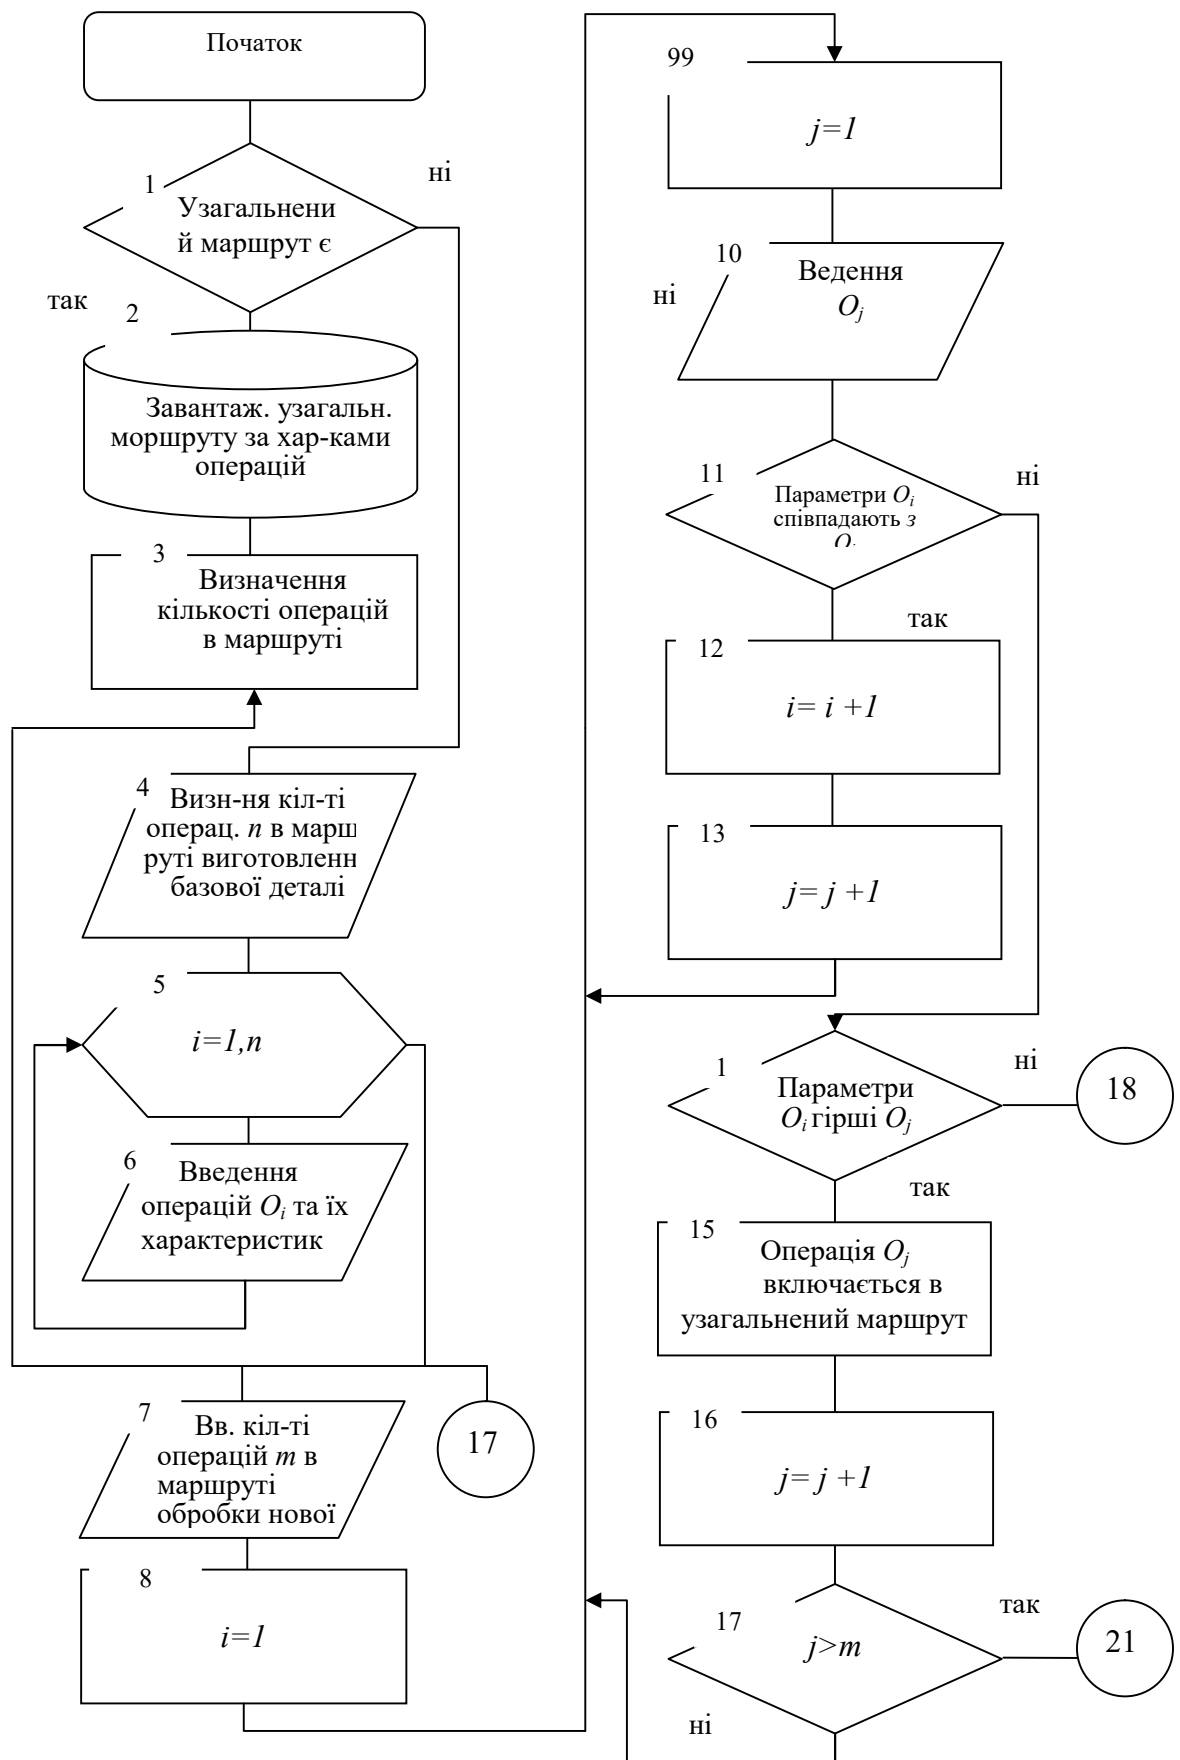 Початок
1
ні
Узагальнени
й маршрут є
так
2
Завантаж. узагальн.
моршруту за хар-ками
операцій
3
Визначення
кількості операцій
в маршруті
4
Визн-ня кіл-ті
операц. n в марш
руті виготовленн
базової деталі
5
i=1,n
6
Введення
операцій Oi та їх
характеристик
7
Вв. кіл-ті
операцій m в
маршруті
обробки нової
17
8
i=1
99
j=1
10
ні
Ведення
Oj
11
ні
Параметри Oi
співпадають з
так
12
i= i +1
13
j= j +1
1
ні
Параметри
Oi гірші Oj
18
так
15
Операція Oj
включається в
узагальнений маршрут
16
j= j +1
17
так
j>m
21
ні